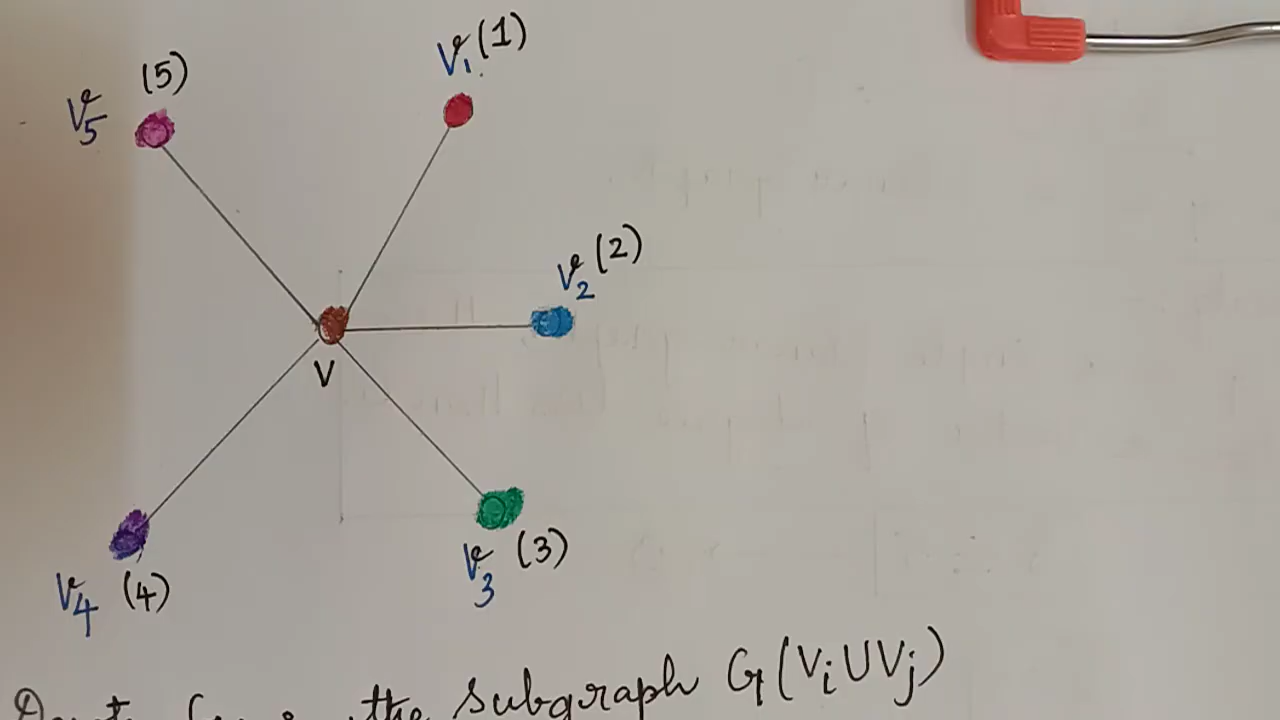 V₁ (1)
V₅ (5)
V₂ (2)
V
V₃ (3)
V₄ (4)
the subgraph G(Vi U Vj)